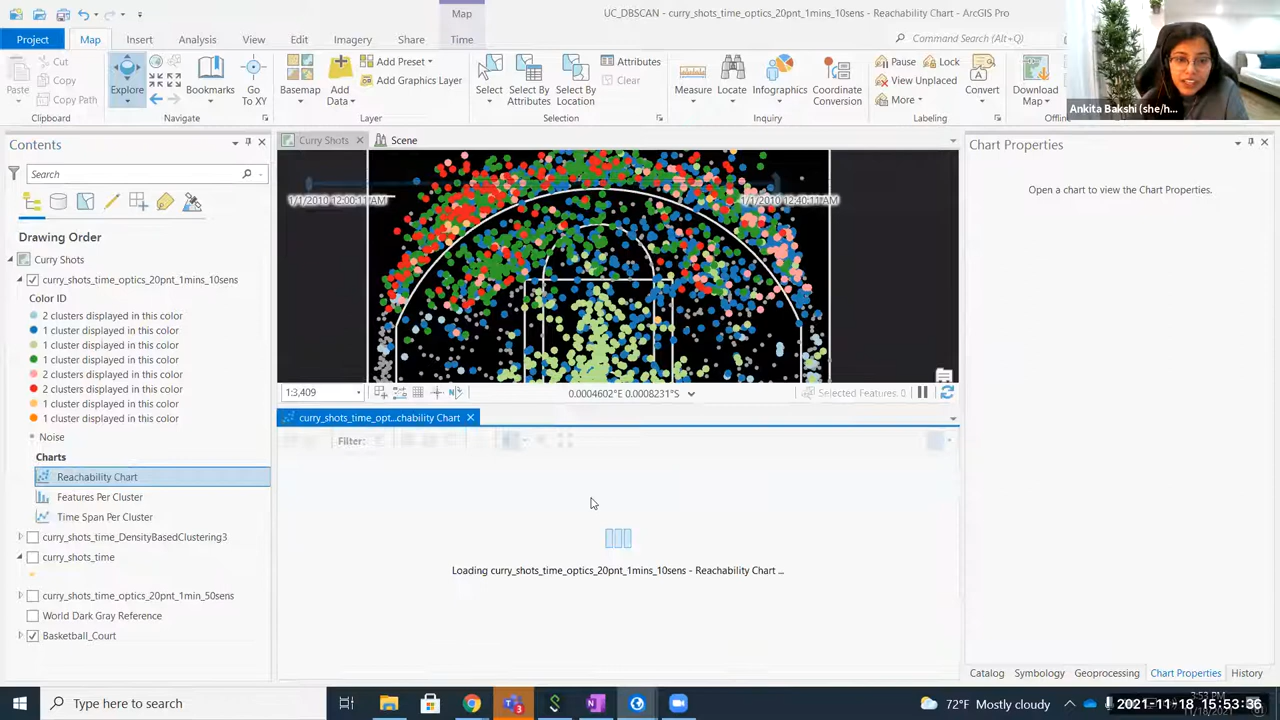 Map
UC_DBSCAN - curry_shots_time_optics_20pnt_1mins_10sens - Reachability Chart - ArcGIS Pro
Project Map Insert Analysis View Edit Imagery Share Time
Command Search (Alt+Q)
Cut
Copy
Copy Path
Paste
Clipboard
Explore
Bookmarks
Go To XY
Navigate
Basemap
Add Data
Add Preset
Add Graphics Layer
Layer
Select
Select By Attributes
Select By Location
Attributes
Clear
Selection
Measure
Locate
Infographics
Coordinate Conversion
Inquiry
Pause
Lock
View Unplaced
More
Convert
Labeling
Download Map
Offlin
Ankita Bakshi (she/h...
Contents
Search
Drawing Order
Curry Shots
curry_shots_time_optics_20pnt_1mins_10sens
Color ID
2 clusters displayed in this color
1 cluster displayed in this color
1 cluster displayed in this color
1 cluster displayed in this color
2 clusters displayed in this color
2 clusters displayed in this color
1 cluster displayed in this color
1 cluster displayed in this color
Noise
Charts
Reachability Chart
Features Per Cluster
Time Span Per Cluster
curry_shots_time_DensityBasedClustering3
curry_shots_time
curry_shots_time_optics_20pnt_1min_50sens
World Dark Gray Reference
Basketball_Court
Curry Shots
Scene
1/1/2010 12:00:11 AM
1/1/2010 12:40:11 AM
1:3,409
0.0004602°E 0.0008231°S
Selected Features: 0
curry_shots_time_opt...chability Chart
Filter:
Loading curry_shots_time_optics_20pnt_1mins_10sens - Reachability Chart ...
Chart Properties
Open a chart to view the Chart Properties.
Catalog Symbology Geoprocessing Chart Properties History
Type here to search
3
72°F Mostly cloudy
3:53 PM
2021-11-18 15:53:36